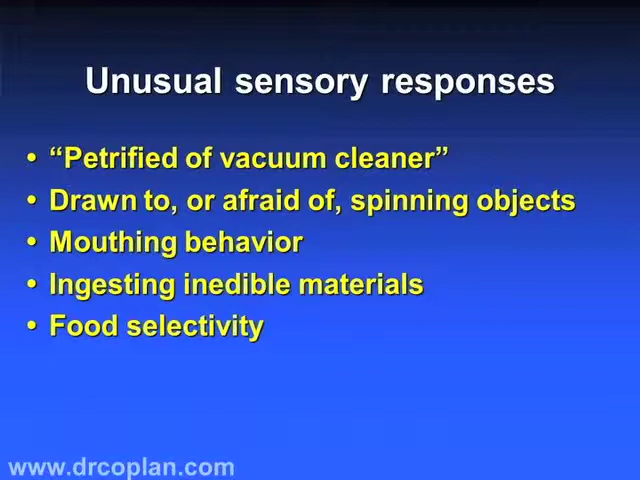 Unusual sensory responses
• “Petrified of vacuum cleaner”
• Drawn to, or afraid of, spinning objects
• Mouthing behavior
• Ingesting inedible materials
• Food selectivity
www.drcoplan.com